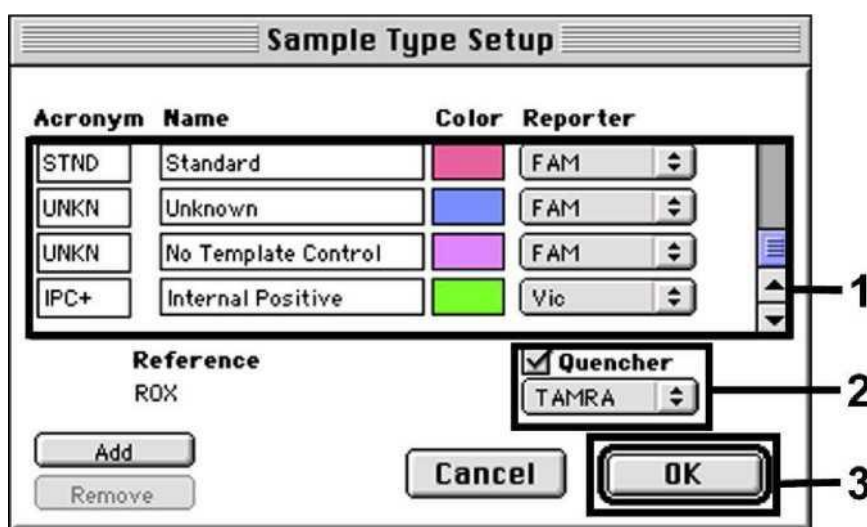 Sample Type Setup
Acronym Name Color Reporter
STND Standard FAM
UNKN Unknown FAM
UNKN No Template Control FAM
IPC+ Internal Positive Vic
1
Reference
ROX
Quencher
TAMRA
2
Add
Remove
Cancel OK
3